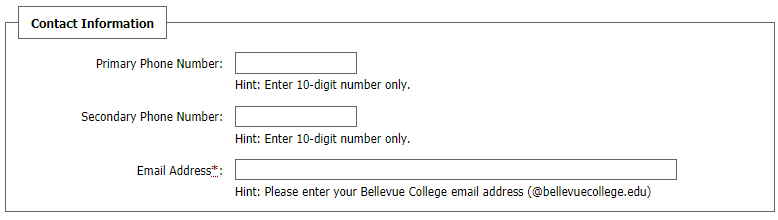 Contact Information
Primary Phone Number:
Hint: Enter 10-digit number only.
Secondary Phone Number:
Hint: Enter 10-digit number only.
Email Address*:
Hint: Please enter your Bellevue College email address (@bellevuecollege.edu)